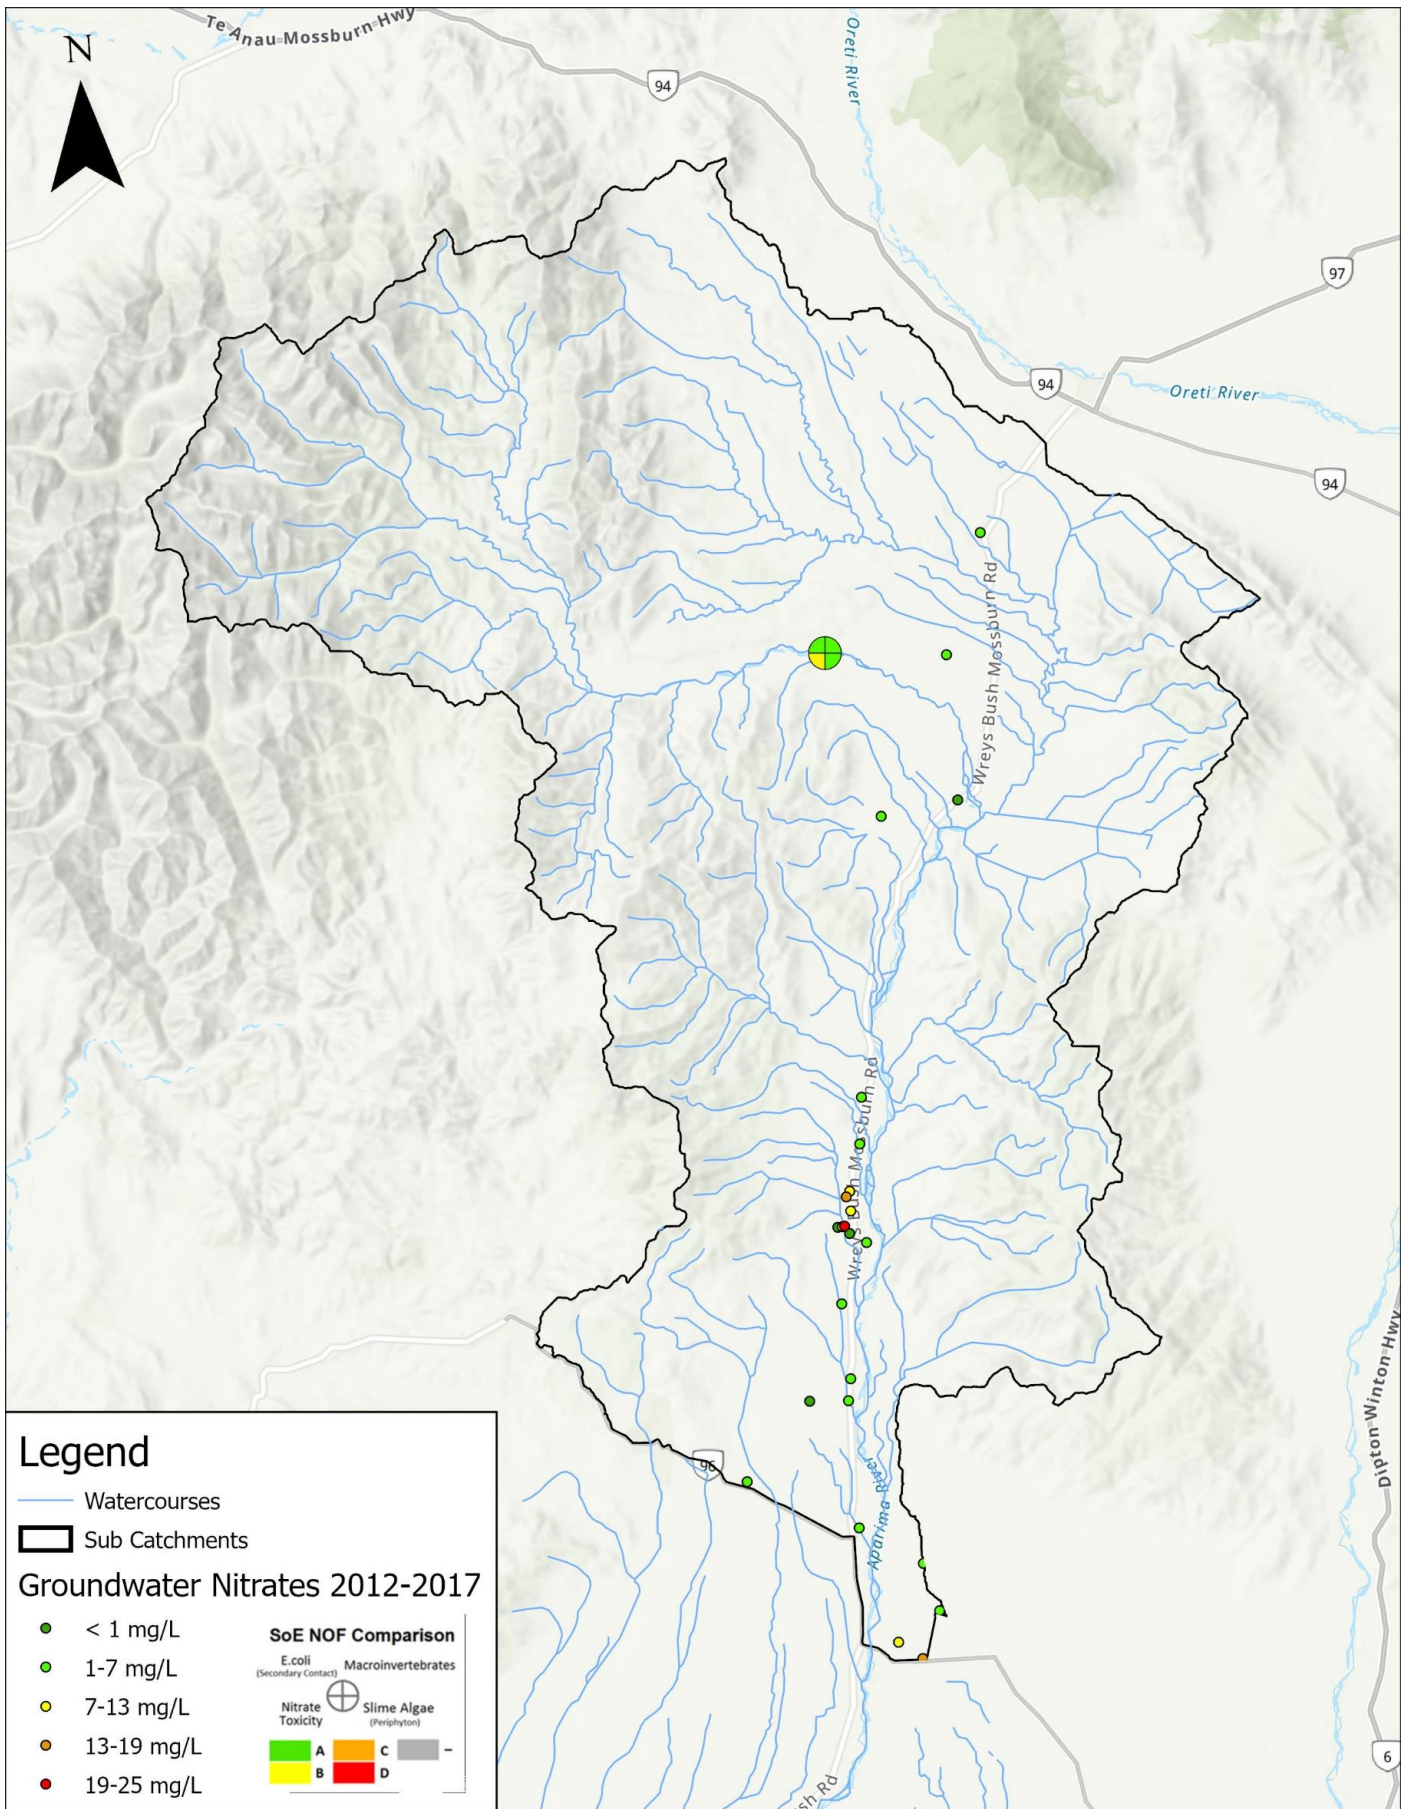 Te Anau Mossburn Hwy
N
94
Oreti River
97
94
Oreti River
94
Wreys Bush Mossburn Rd
Wreys Bush Mossburn Rd
Dipton Winton Hwy
96
Aparima River
6
sh Rd
Legend
Watercourses
Sub Catchments
Groundwater Nitrates 2012-2017
< 1 mg/L
1-7 mg/L
7-13 mg/L
13-19 mg/L
19-25 mg/L
SoE NOF Comparison
E.coli
(Secondary Contact)
Macroinvertebrates
Nitrate
Toxicity
Slime Algae
(Periphyton)
A
C
–
B
D